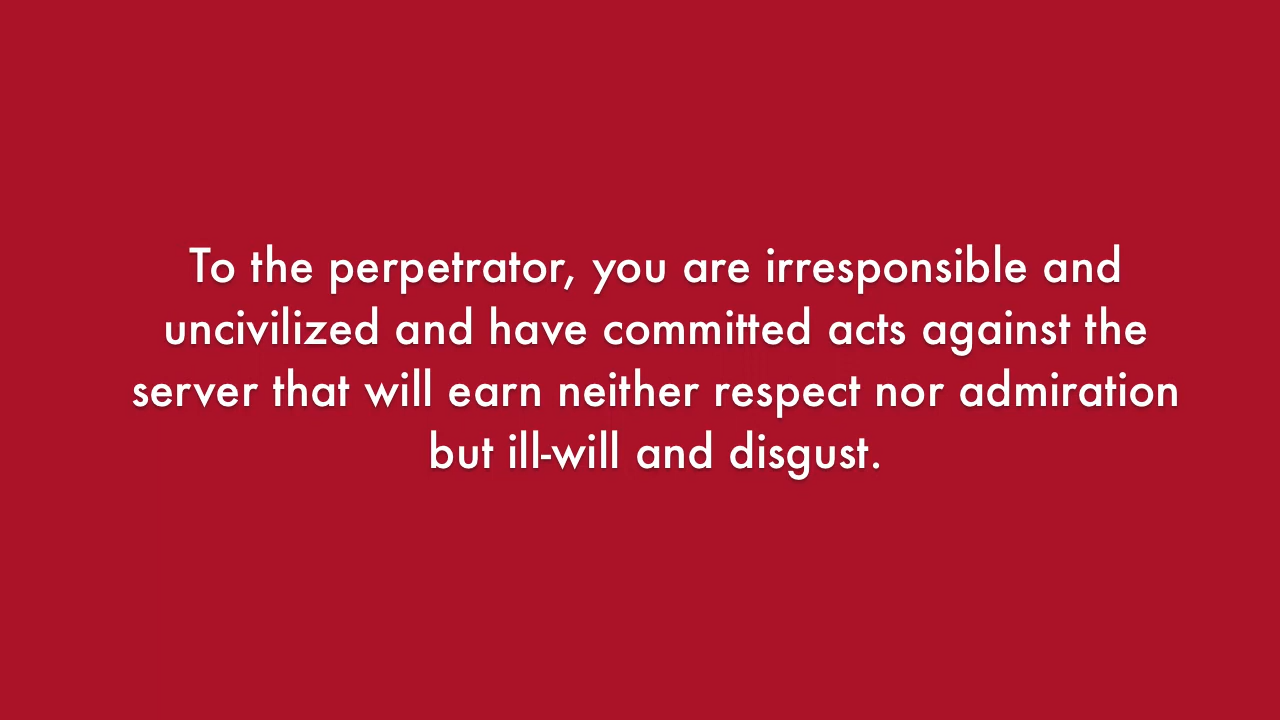 To the perpetrator, you are irresponsible and
uncivilized and have committed acts against the
server that will earn neither respect nor admiration
but ill-will and disgust.